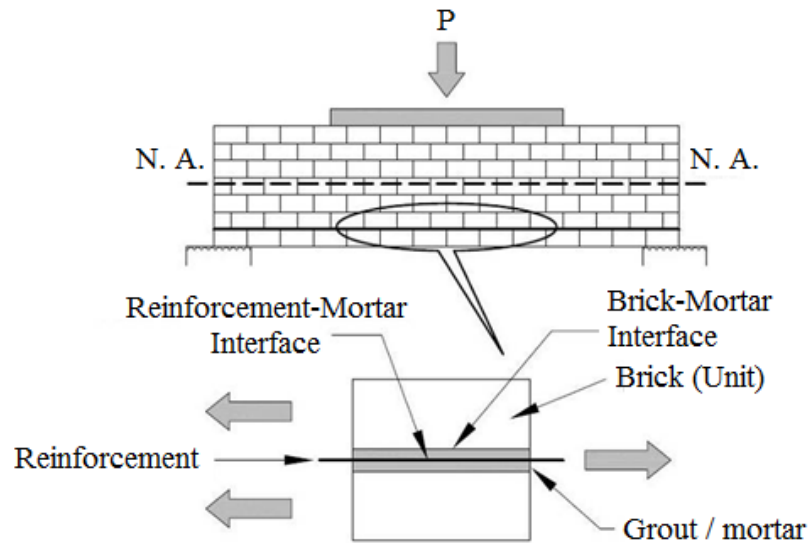 P
N. A.
N. A.
Reinforcement-Mortar
Interface
Brick-Mortar
Interface
Brick (Unit)
Reinforcement
Grout / mortar